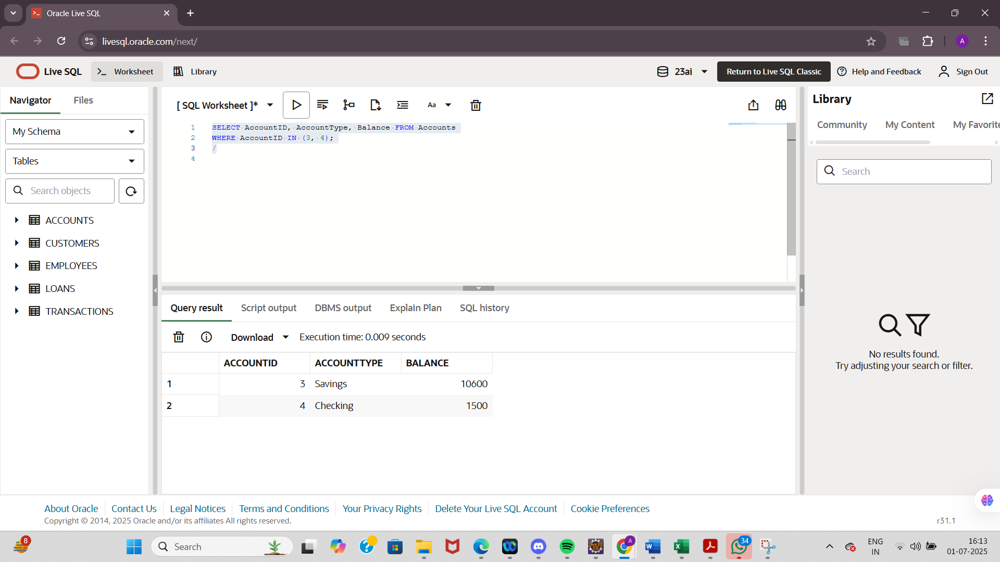 Oracle Live SQL
livesql.oracle.com/next/
A
Live SQL
Worksheet
Library
23ai
Return to Live SQL Classic
Help and Feedback
Sign Out
Navigator
Files
My Schema
Tables
Search objects
ACCOUNTS
CUSTOMERS
EMPLOYEES
LOANS
TRANSACTIONS
[ SQL Worksheet ]*
Aa
1 SELECT AccountID, AccountType, Balance FROM Accounts
2 WHERE AccountID IN (3, 4);
3 /
4
Query result
Script output
DBMS output
Explain Plan
SQL history
Download
Execution time: 0.009 seconds
ACCOUNTID ACCOUNTTYPE BALANCE
1 3 Savings 10600
2 4 Checking 1500
Library
Community
My Content
My Favorite
Search
No results found.
Try adjusting your search or filter.
About Oracle
Contact Us
Legal Notices
Terms and Conditions
Your Privacy Rights
Delete Your Live SQL Account
Cookie Preferences
Copyright © 2014, 2025 Oracle and/or its affiliates All rights reserved.
r31.1
8
Search
Java EE
IDE
A
34
ENG
IN
16:13
01-07-2025